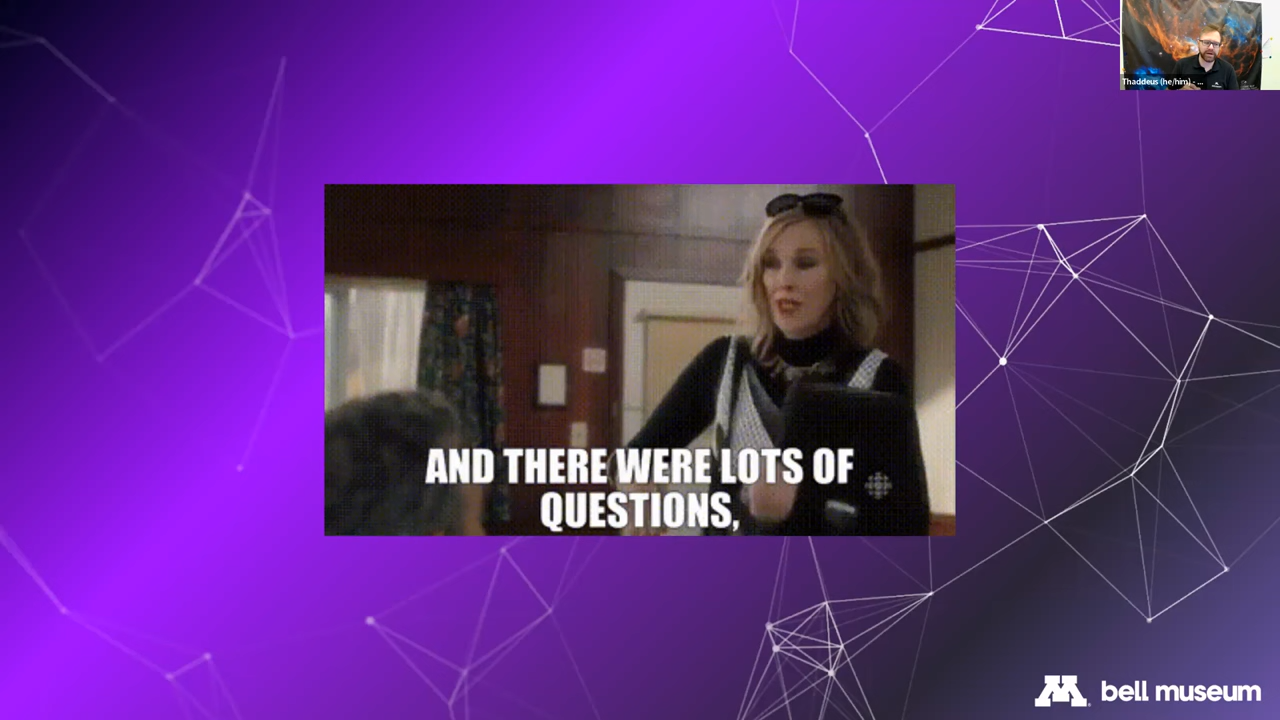 Thaddeus (he/him) - ...
AND THERE WERE LOTS OF
QUESTIONS,
M bell museum